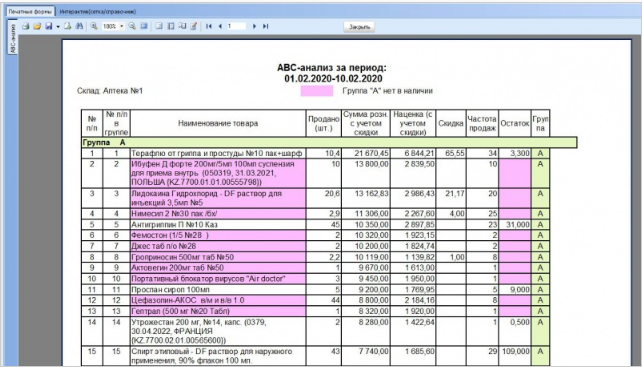 Печатные формы Интерактив(сетка/справочник)
100% 1 Закрыть
ABC-анализ
ABC-анализ за период:
01.02.2020-10.02.2020
Склад: Аптека №1 Группа "А" нет в наличии
№ п/п № п/п в группе Наименование товара Продано (шт.) Сумма розн. с учетом скидки Наценка (с учетом скидки) Скидка Частота продаж Остаток Груп па
Группа А
1 1 Терафлю от гриппа и простуды №10 пак+шарф 10,4 21 670,45 6 844,21 65,55 34 3,300 А
2 2 Ибуфен Д форте 200мг/5мл 100мл суспензия 10 13 800,00 2 839,50 10 А
для приема внутрь (050319, 31.03.2021,
ПОЛЬША (KZ.7700.01.01.00555798))
3 3 Лидокаина Гидрохлорид - DF раствор для 20,6 13 162,83 2 986,43 21,17 20 А
инъекций 3,5мл №5
4 4 Нимесил 2 №30 пак /бх/ 2,9 11 306,00 2 267,60 4,00 25 А
5 5 Антигриппин П №10 Каз 45 10 350,00 2 897,85 23 31,000 А
6 6 Фемостон (1/5 №28 ) 2 10 320,00 1 923,15 2 А
7 7 Джес таб п/о №28 2 10 200,00 1 824,74 2 А
8 8 Гроприносин 500мг таб №50 2,2 10 119,00 1 139,82 1,00 8 А
9 9 Актовегин 200мг таб №50 1 9 670,00 1 613,00 1 А
10 10 Портативный блокатор вирусов "Air doctor" 3 9 450,00 1 950,00 1 А
11 11 Проспан сироп 100мл 5 9 200,00 1 769,95 5 9,000 А
12 12 Цефазолин-АКОС в/м и в/в 1.0 44 8 800,00 2 184,16 8 А
13 13 Гептрал (500 мг №20 Табл) 1 8 320,00 1 920,00 1 А
14 14 Утрожестан 200 мг, №14, капс. (0379, 2 8 280,00 1 422,64 1 0,500 А
30.04.2022, ФРАНЦИЯ
(KZ.7700.02.01.00565600))
15 15 Спирт этиловый - DF раствор для наружного 43 7 740,00 1 685,60 29 109,000 А
применения, 90% флакон 100 мл.